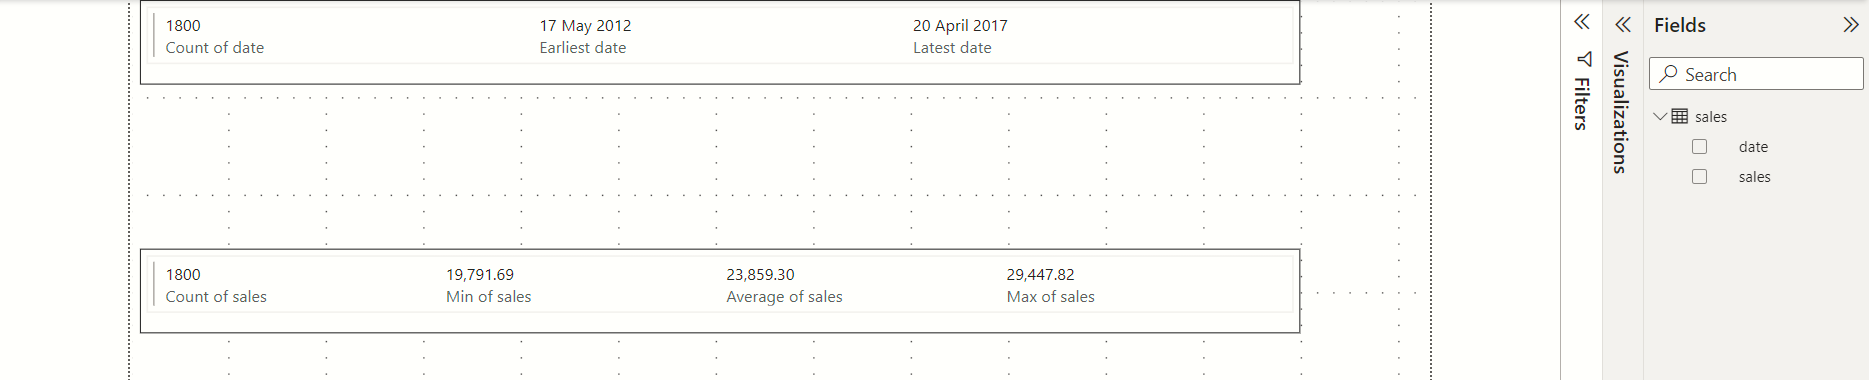 1800 17 May 2012 20 April 2017
Count of date Earliest date Latest date
1800 19,791.69 23,859.30 29,447.82
Count of sales Min of sales Average of sales Max of sales
Filters
Visualizations
Fields
Search
sales
date
sales